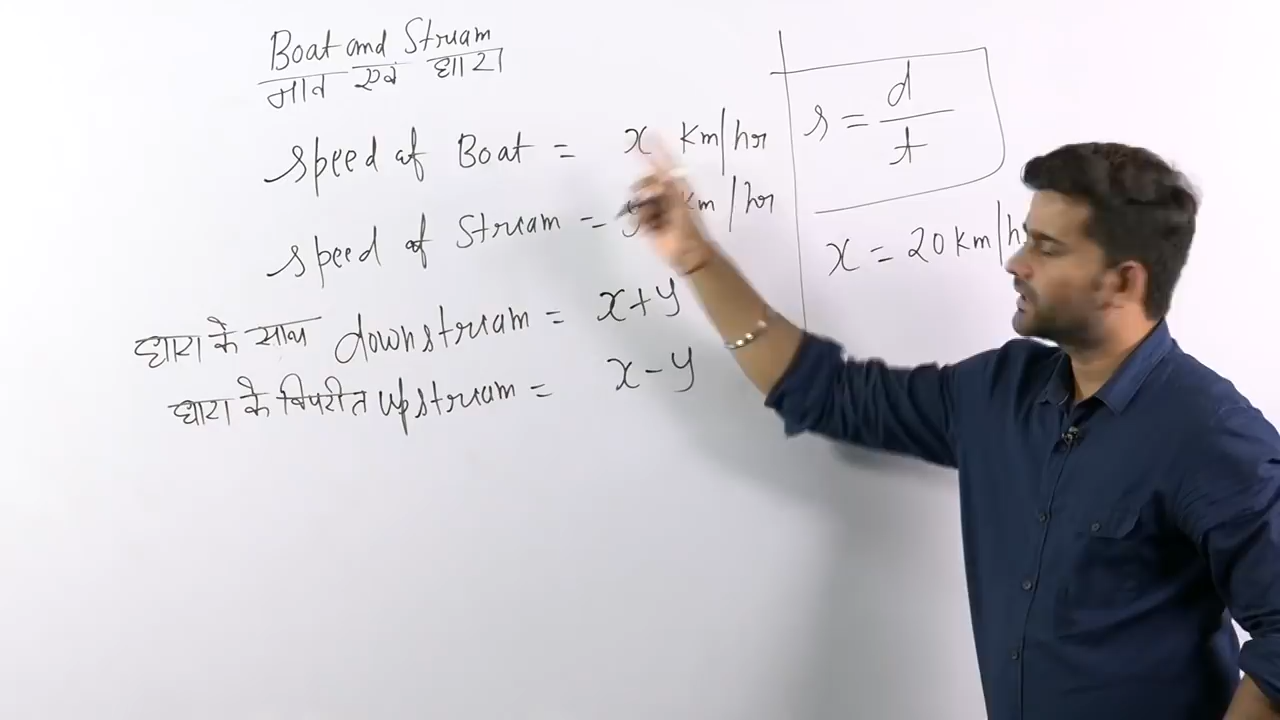 Boat and Stream
नाव एवं धारा
speed of Boat = x km/hr
speed of Stream = y km/hr
धारा के साथ downstream = x+y
धारा के विपरीत upstream = x-y
s = d/t
x = 20 km/h